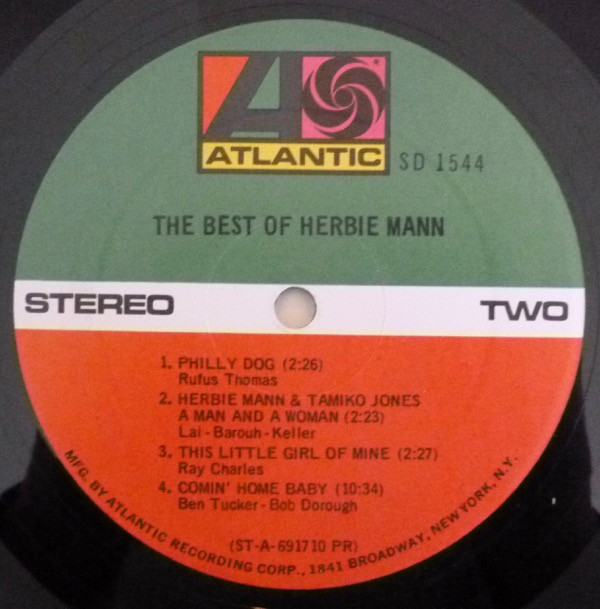 ATLANTIC
SD 1544
THE BEST OF HERBIE MANN
STEREO
TWO
1. PHILLY DOG (2:26)
Rufus Thomas
2. HERBIE MANN & TAMIKO JONES
A MAN AND A WOMAN (2:23)
Lai - Barouh - Keller
3. THIS LITTLE GIRL OF MINE (2:27)
Ray Charles
4. COMIN' HOME BABY (10:34)
Ben Tucker - Bob Dorough
(ST-A-691710 PR)
MFG. BY ATLANTIC RECORDING CORP., 1841 BROADWAY, NEW YORK, N.Y.